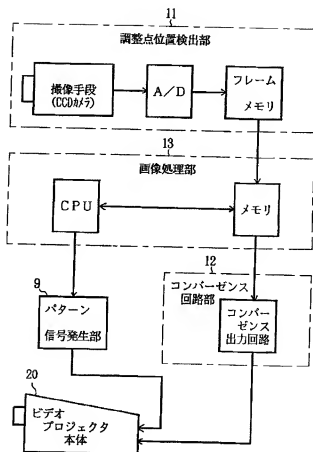 11
調整点位置検出部
撮像手段
(CCDカメラ)
A/D
フレーム
メモリ
13
画像処理部
CPU
メモリ
12
コンバーゼンス
回路部
9
パターン
信号発生部
コンバー
ゼンス
出力回路
20
ビデオ
プロジェクタ
本体